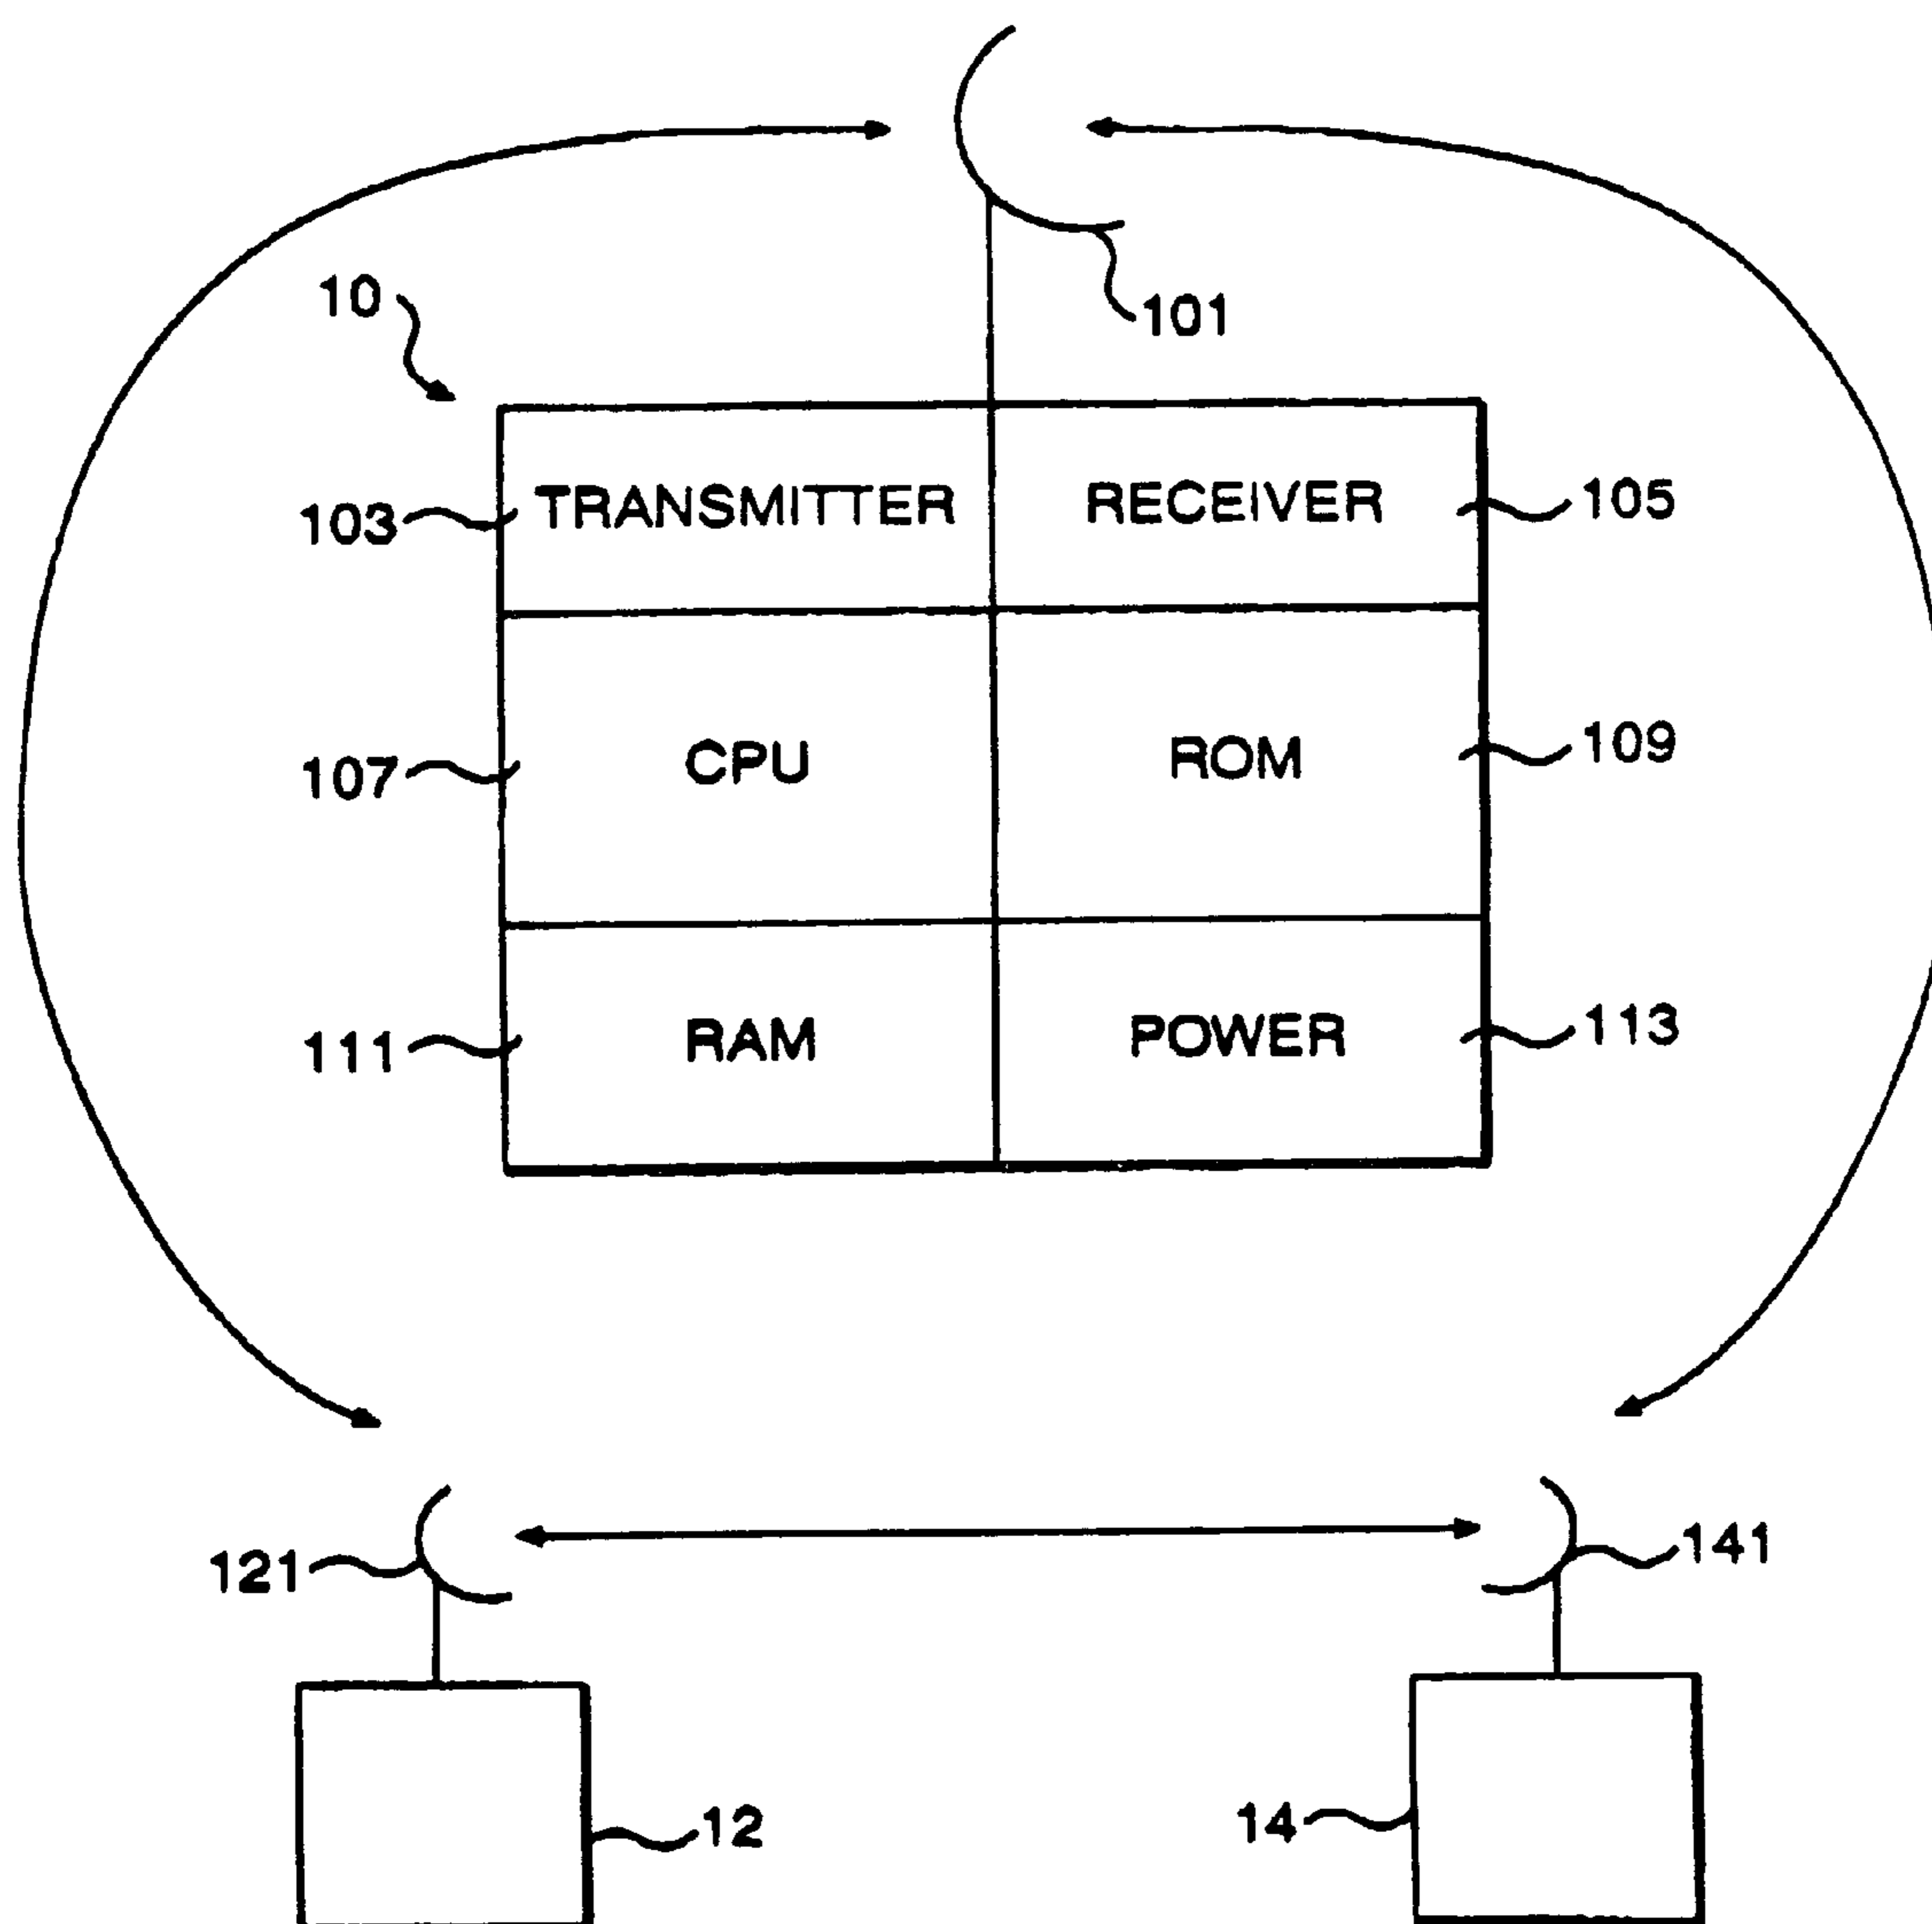 10
101
103 TRANSMITTER RECEIVER 105
107 CPU ROM 109
111 RAM POWER 113
121 141
12 14